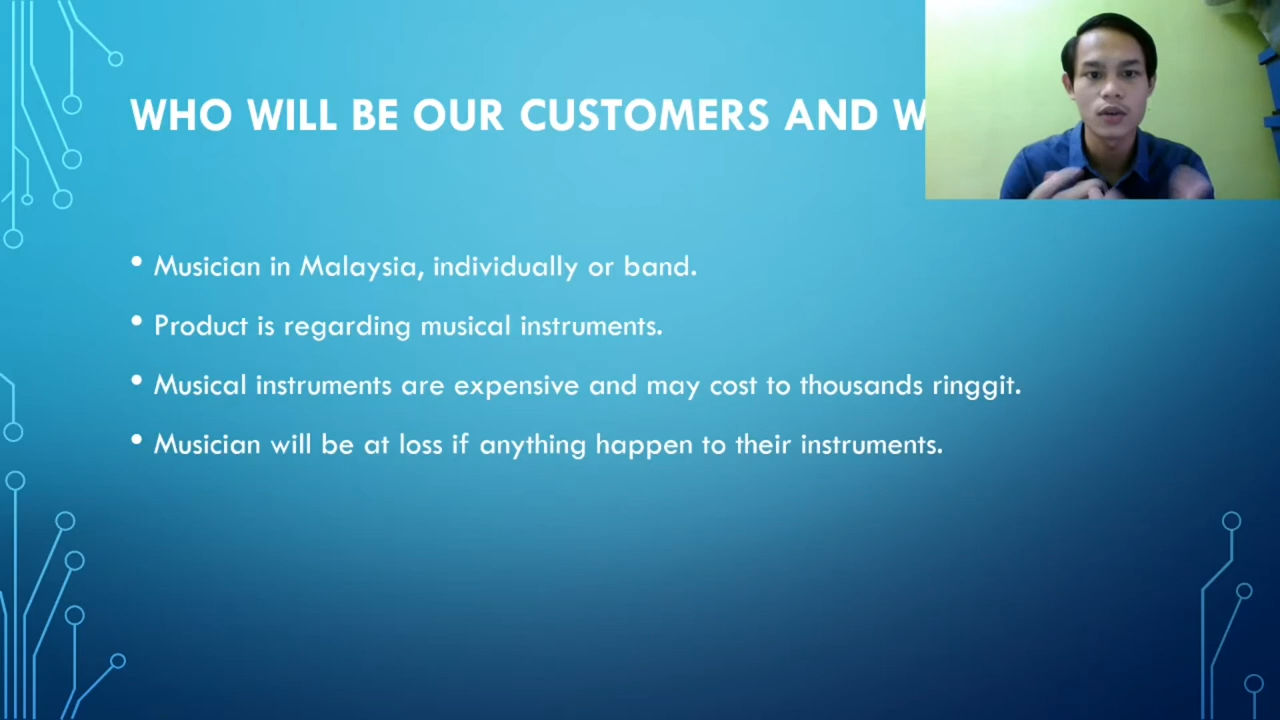 WHO WILL BE OUR CUSTOMERS AND
• Musician in Malaysia, individually or band.
• Product is regarding musical instruments.
• Musical instruments are expensive and may cost to thousands ringgit.
• Musician will be at loss if anything happen to their instruments.